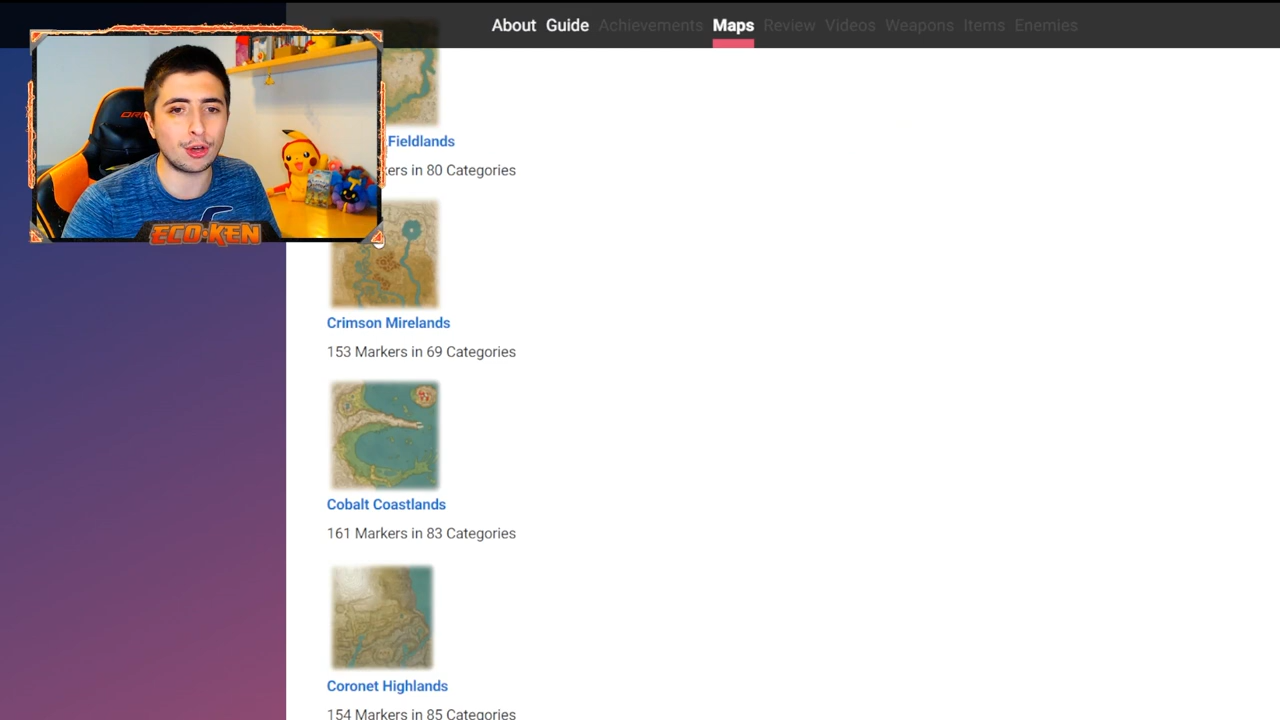 About Guide Achievements Maps Review Videos Weapons Items Enemies
Fieldlands
ers in 80 Categories
ECO-KEN
Crimson Mirelands
153 Markers in 69 Categories
Cobalt Coastlands
161 Markers in 83 Categories
Coronet Highlands
154 Markers in 85 Categories